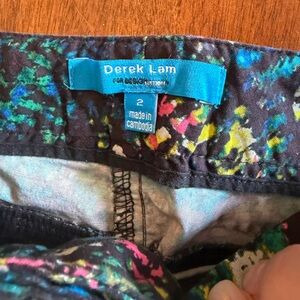 Derek Lam
FOR DESIGNATION
2
made in
cambodia